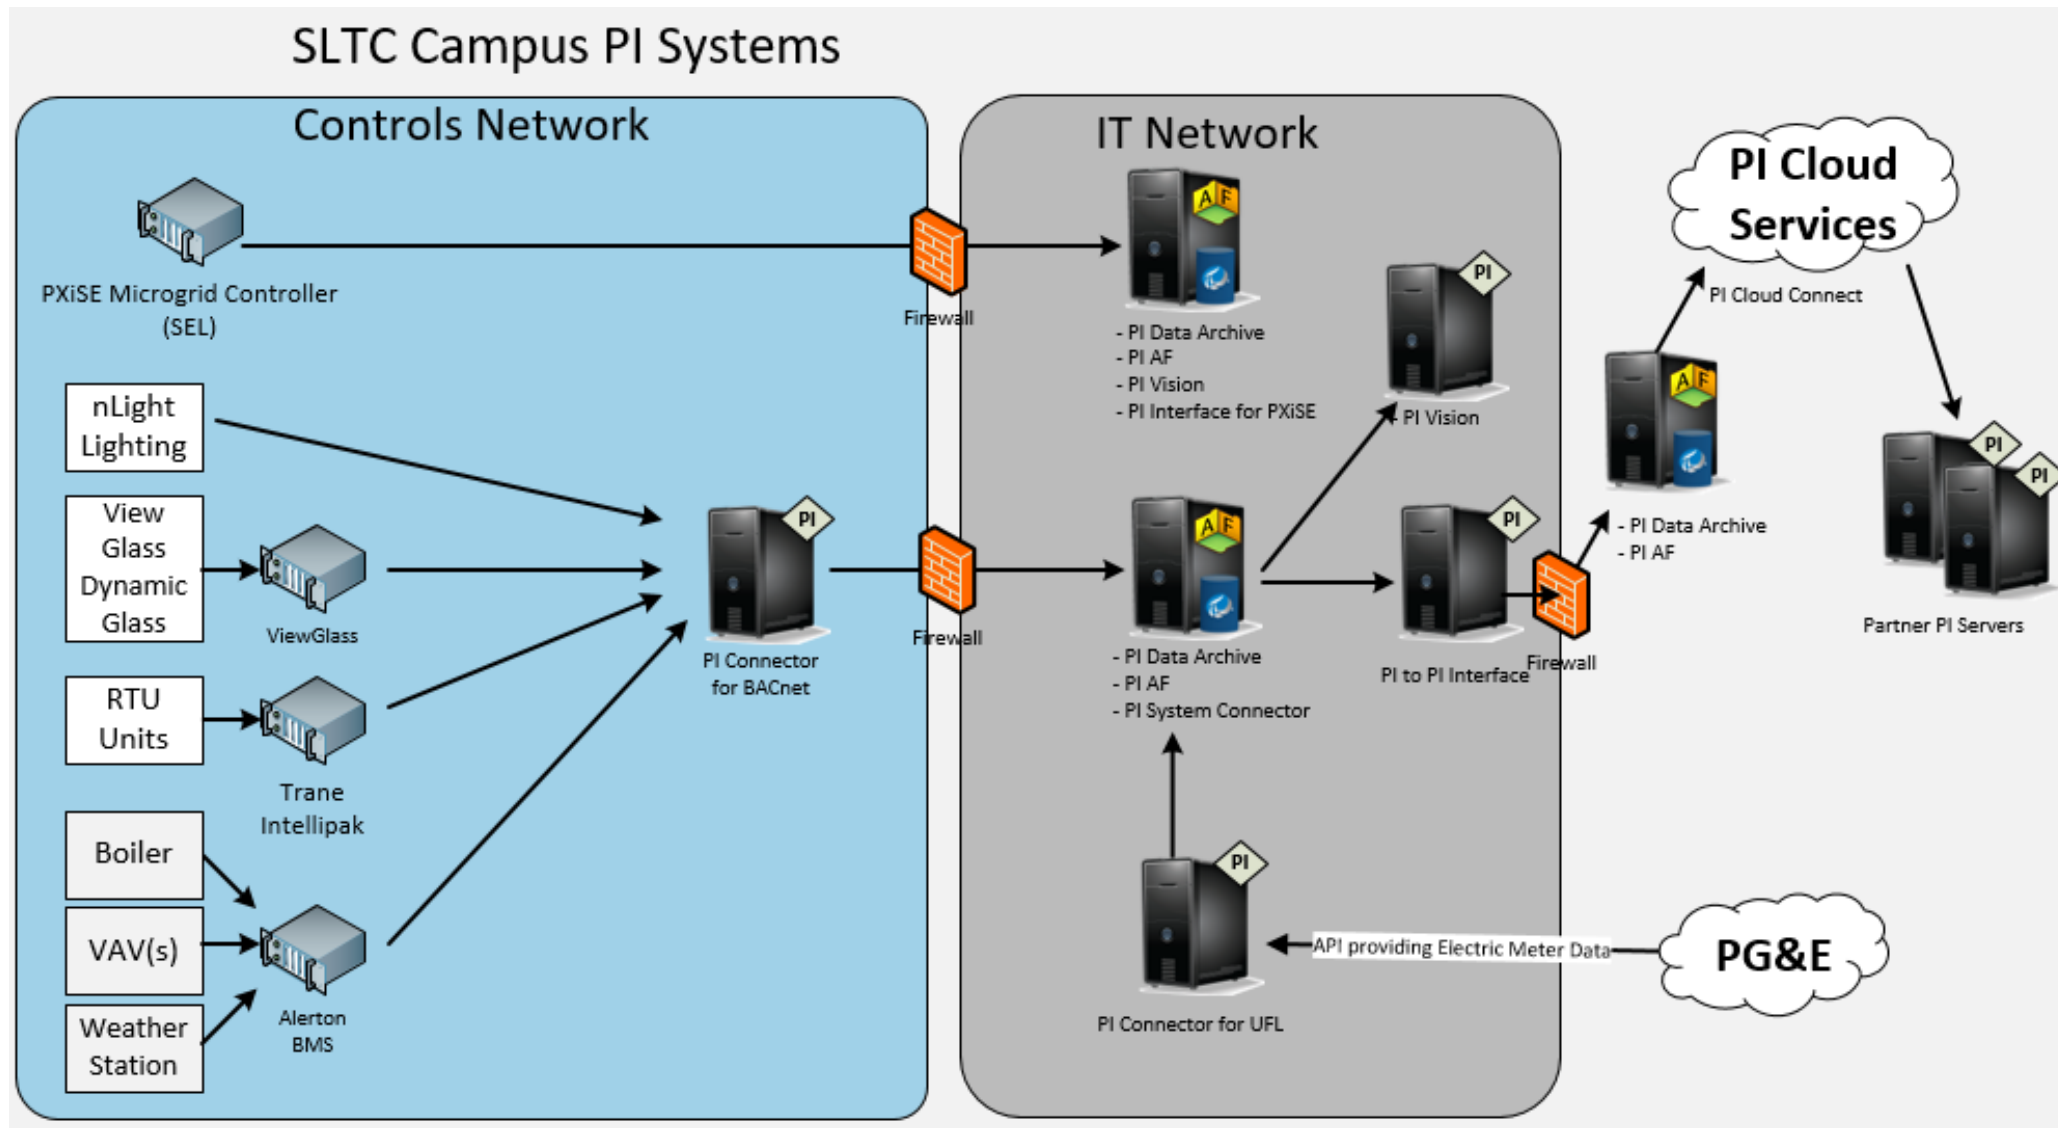 SLTC Campus PI Systems
Controls Network
PXiSE Microgrid Controller
(SEL)
nLight
Lighting
View
Glass
Dynamic
Glass
ViewGlass
RTU
Units
Trane
Intellipak
Boiler
VAV(s)
Weather
Station
Alerton
BMS
PI
PI Connector
for BACnet
Firewall
Firewall
IT Network
A F
- PI Data Archive
- PI AF
- PI Vision
- PI Interface for PXiSE
PI
- PI Vision
A F
- PI Data Archive
- PI AF
- PI System Connector
PI
PI to PI Interface
Firewall
PI
PI Connector for UFL
API providing Electric Meter Data
PG&E
PI Cloud
Services
PI Cloud Connect
A F
- PI Data Archive
- PI AF
PI
PI
Partner PI Servers